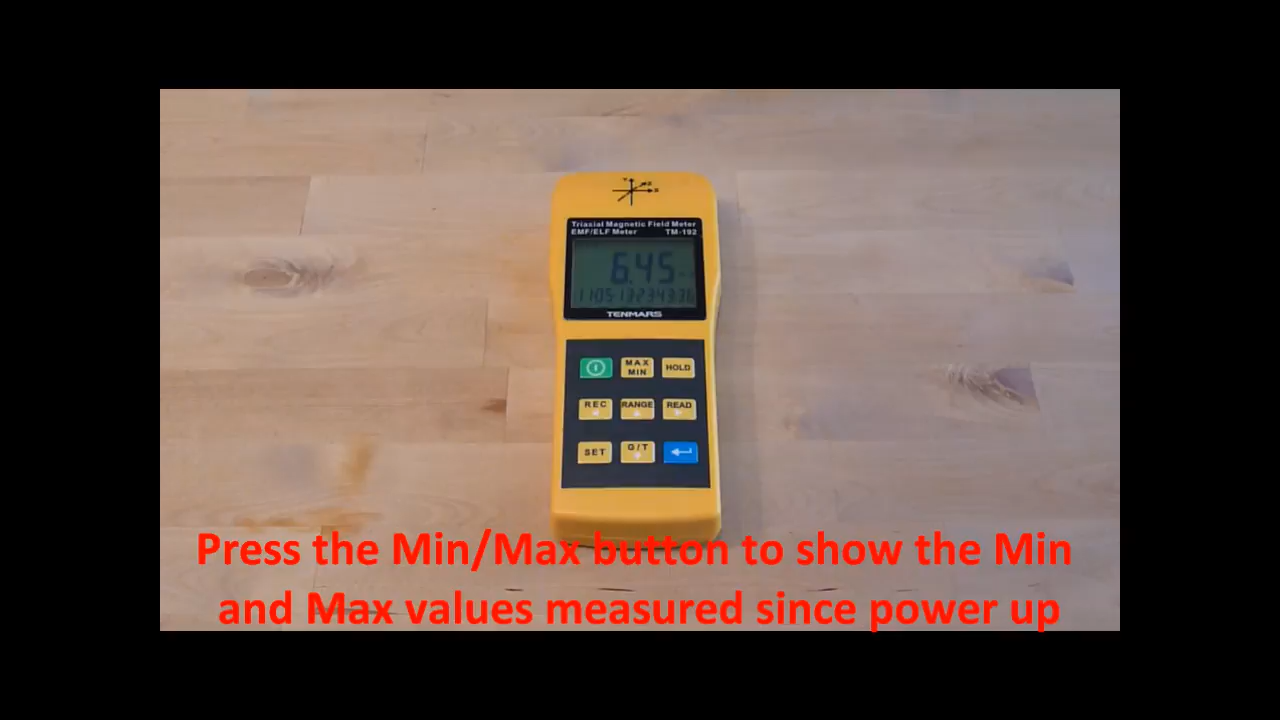 Triaxial Magnetic Field Meter
EMF/ELF Meter TM-192
6.45
TENMARS
MAX
MIN
HOLD
REC
RANGE
READ
SET
G/T
Press the Min/Max button to show the Min
and Max values measured since power up